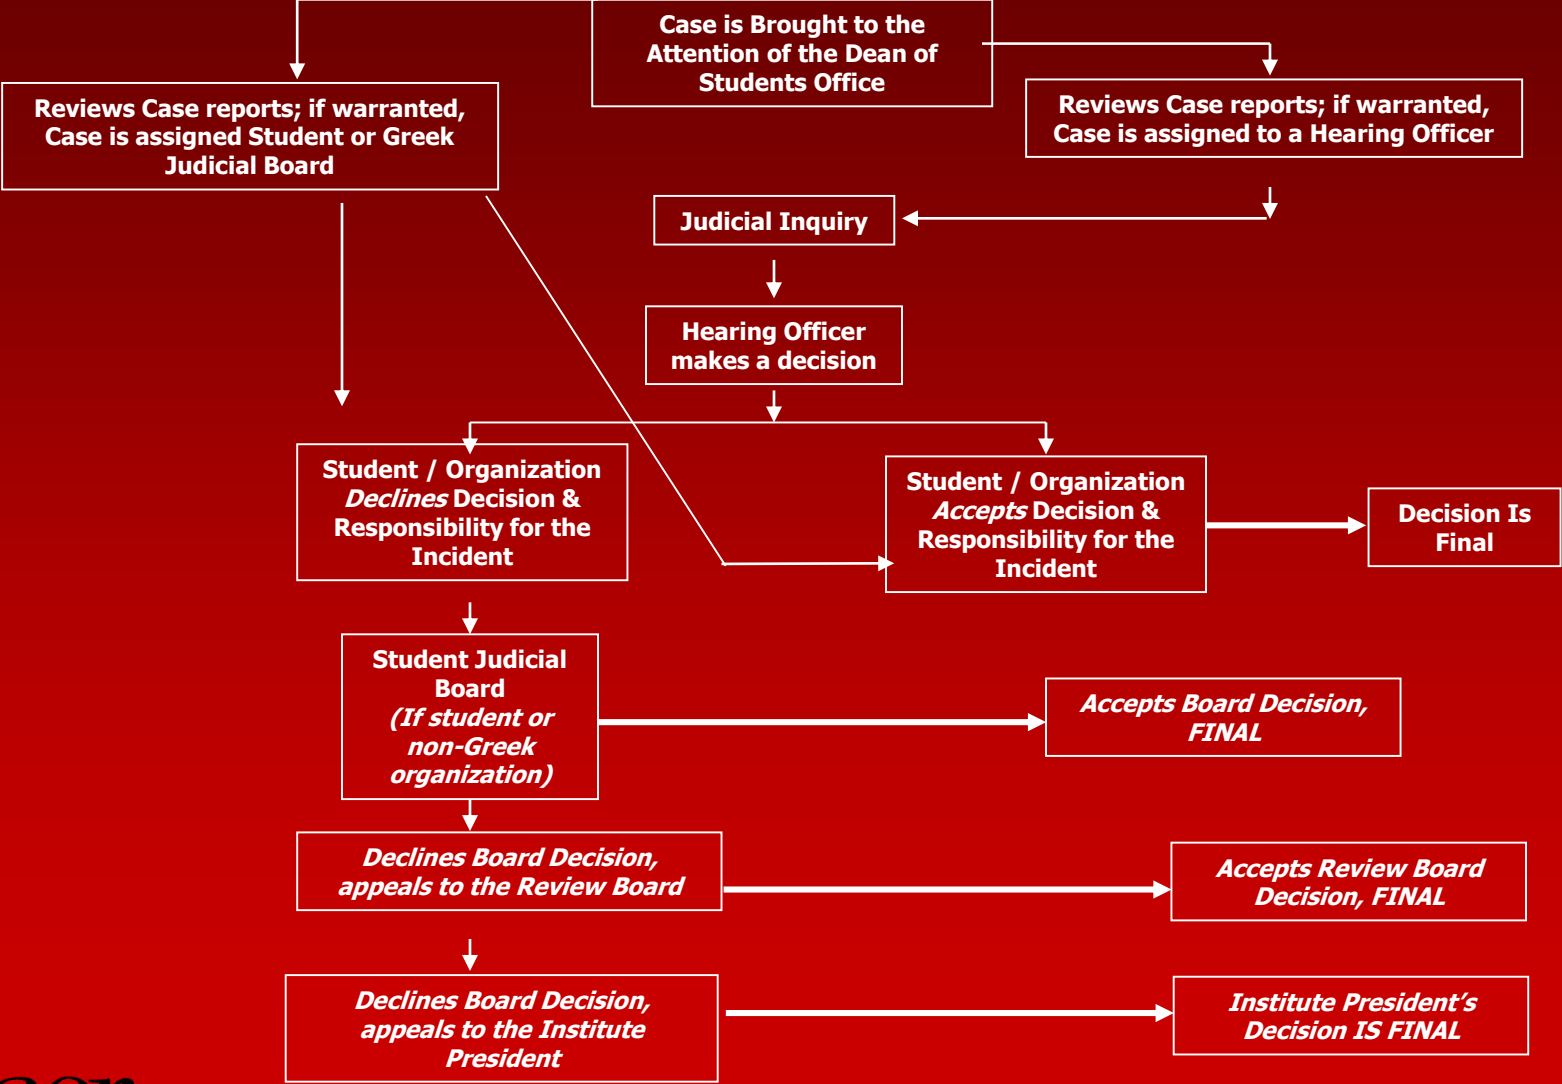 Case is Brought to the
Attention of the Dean of
Students Office
Reviews Case reports; if warranted,
Case is assigned Student or Greek
Judicial Board
Reviews Case reports; if warranted,
Case is assigned to a Hearing Officer
Judicial Inquiry
Hearing Officer
makes a decision
Student / Organization
Declines Decision &
Responsibility for the
Incident
Student / Organization
Accepts Decision &
Responsibility for the
Incident
Decision Is
Final
Student Judicial
Board
(If student or
non-Greek
organization)
Accepts Board Decision,
FINAL
Declines Board Decision,
appeals to the Review Board
Accepts Review Board
Decision, FINAL
Declines Board Decision,
appeals to the Institute
President
Institute President’s
Decision IS FINAL